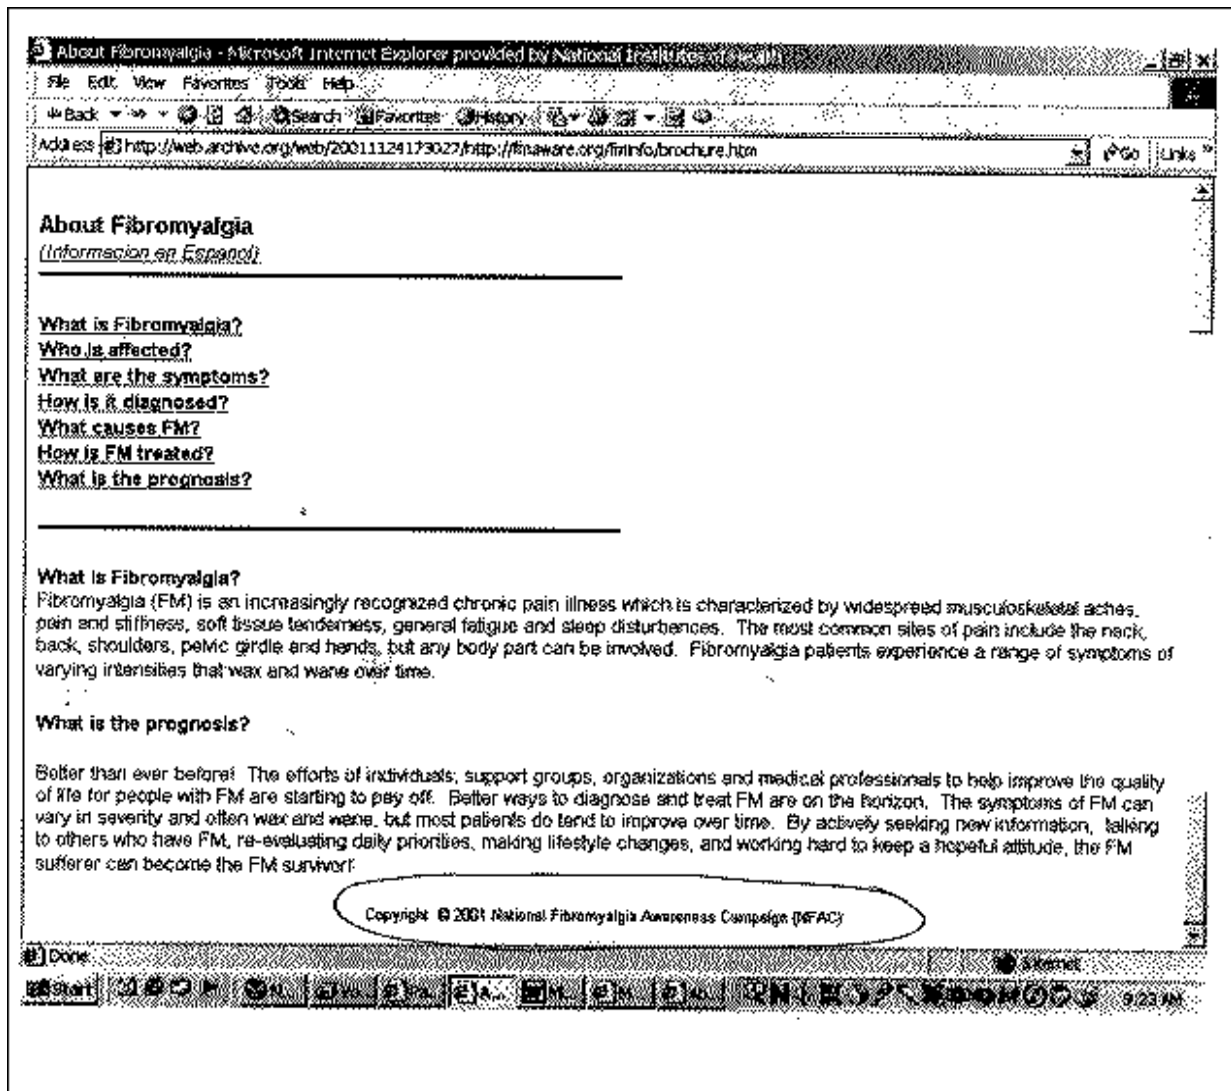 About Fibromyalgia - Microsoft Internet Explorer provided by National Institutes of Health
File Edit View Favorites Tools Help
Back Search Favorites History
Address http://web.archive.org/web/20011124173027/http://fmaware.org/fminfo/brochure.htm Go Links »
About Fibromyalgia
(Informacion en Espanol)
What is Fibromyalgia?
Who is affected?
What are the symptoms?
How is it diagnosed?
What causes FM?
How is FM treated?
What is the prognosis?
What is Fibromyalgia?
Fibromyalgia (FM) is an increasingly recognized chronic pain illness which is characterized by widespread musculoskeletal aches,
pain and stiffness, soft tissue tenderness, general fatigue and sleep disturbances. The most common sites of pain include the neck,
back, shoulders, pelvic girdle and hands, but any body part can be involved. Fibromyalgia patients experience a range of symptoms of
varying intensities that wax and wane over time.
What is the prognosis?
Better than ever before! The efforts of individuals, support groups, organizations and medical professionals to help improve the quality
of life for people with FM are starting to pay off. Better ways to diagnose and treat FM are on the horizon. The symptoms of FM can
vary in severity and often wax and wane, but most patients do tend to improve over time. By actively seeking new information, talking
to others who have FM, re-evaluating daily priorities, making lifestyle changes, and working hard to keep a hopeful attitude, the FM
sufferer can become the FM survivor!
Copyright © 2001 National Fibromyalgia Awareness Campaign (NFAC)
Done Internet
Start 9:23 AM